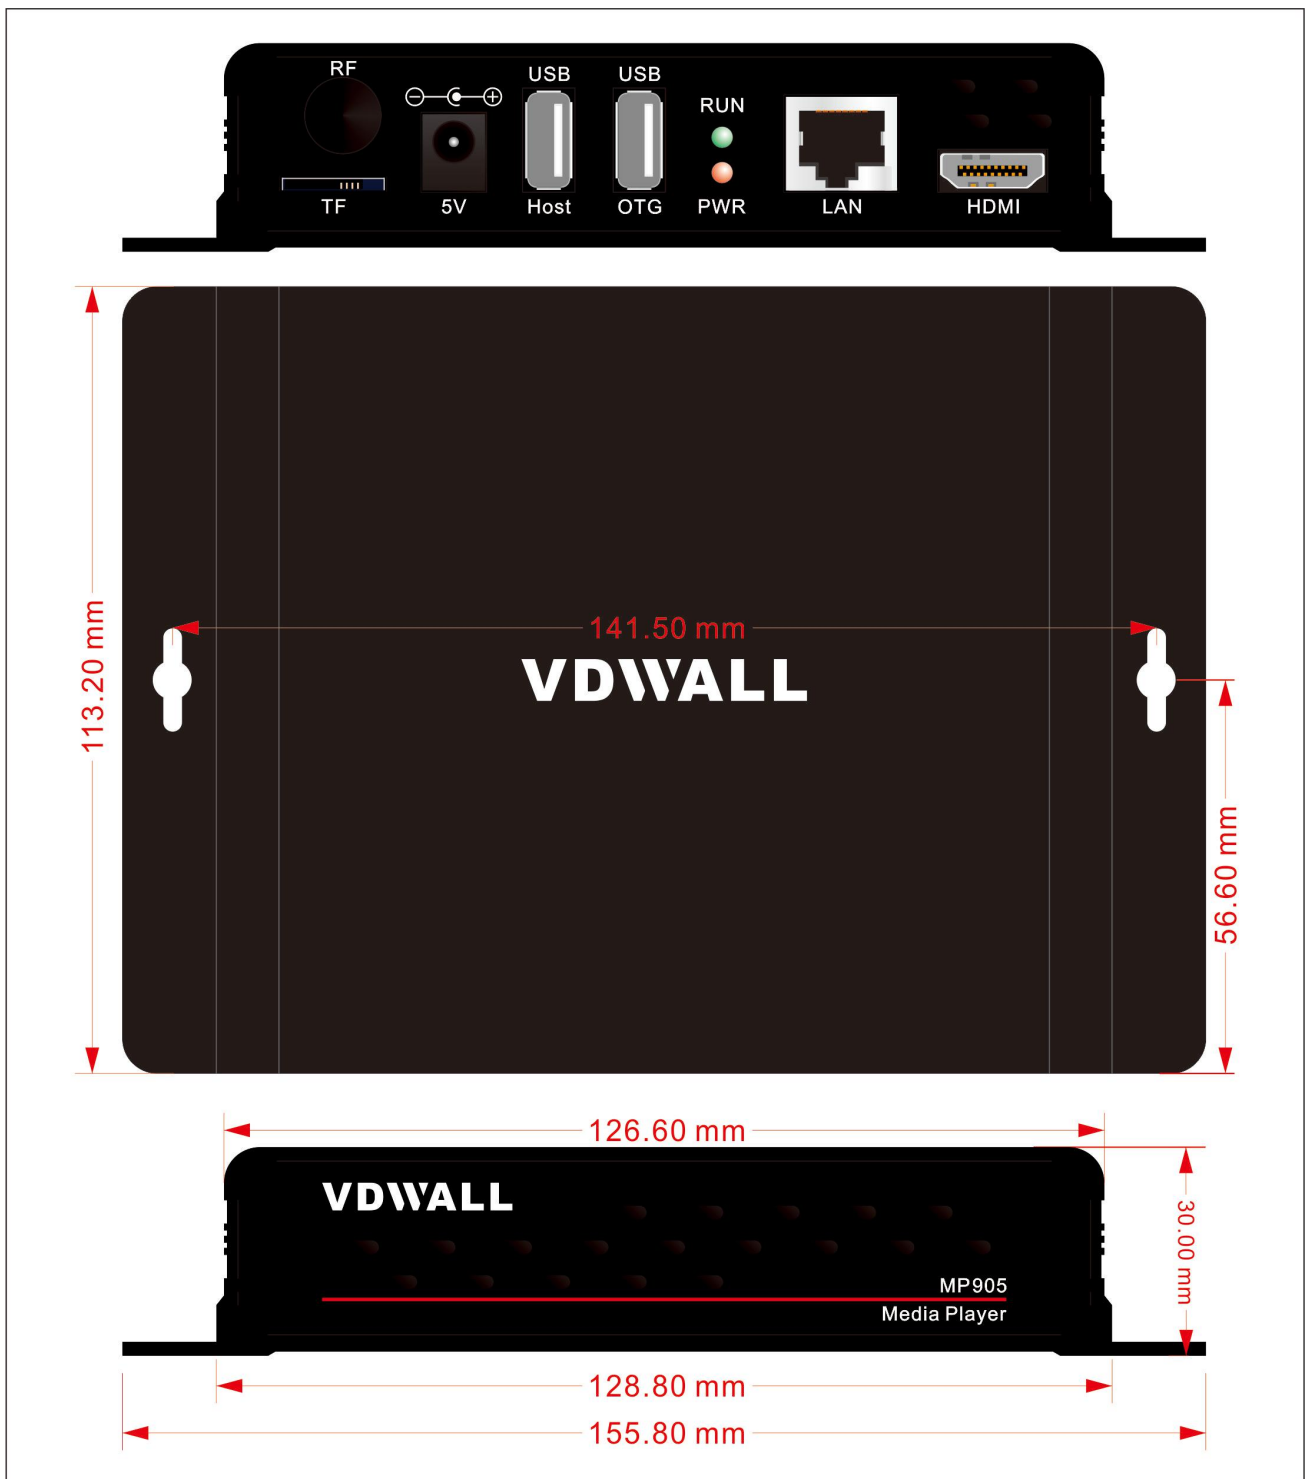 RF
USB
USB
RUN
TF
5V
Host
OTG
PWR
LAN
HDMI
141.50 mm
VDWALL
113.20 mm
56.60 mm
126.60 mm
VDWALL
30.00 mm
MP905
Media Player
128.80 mm
155.80 mm